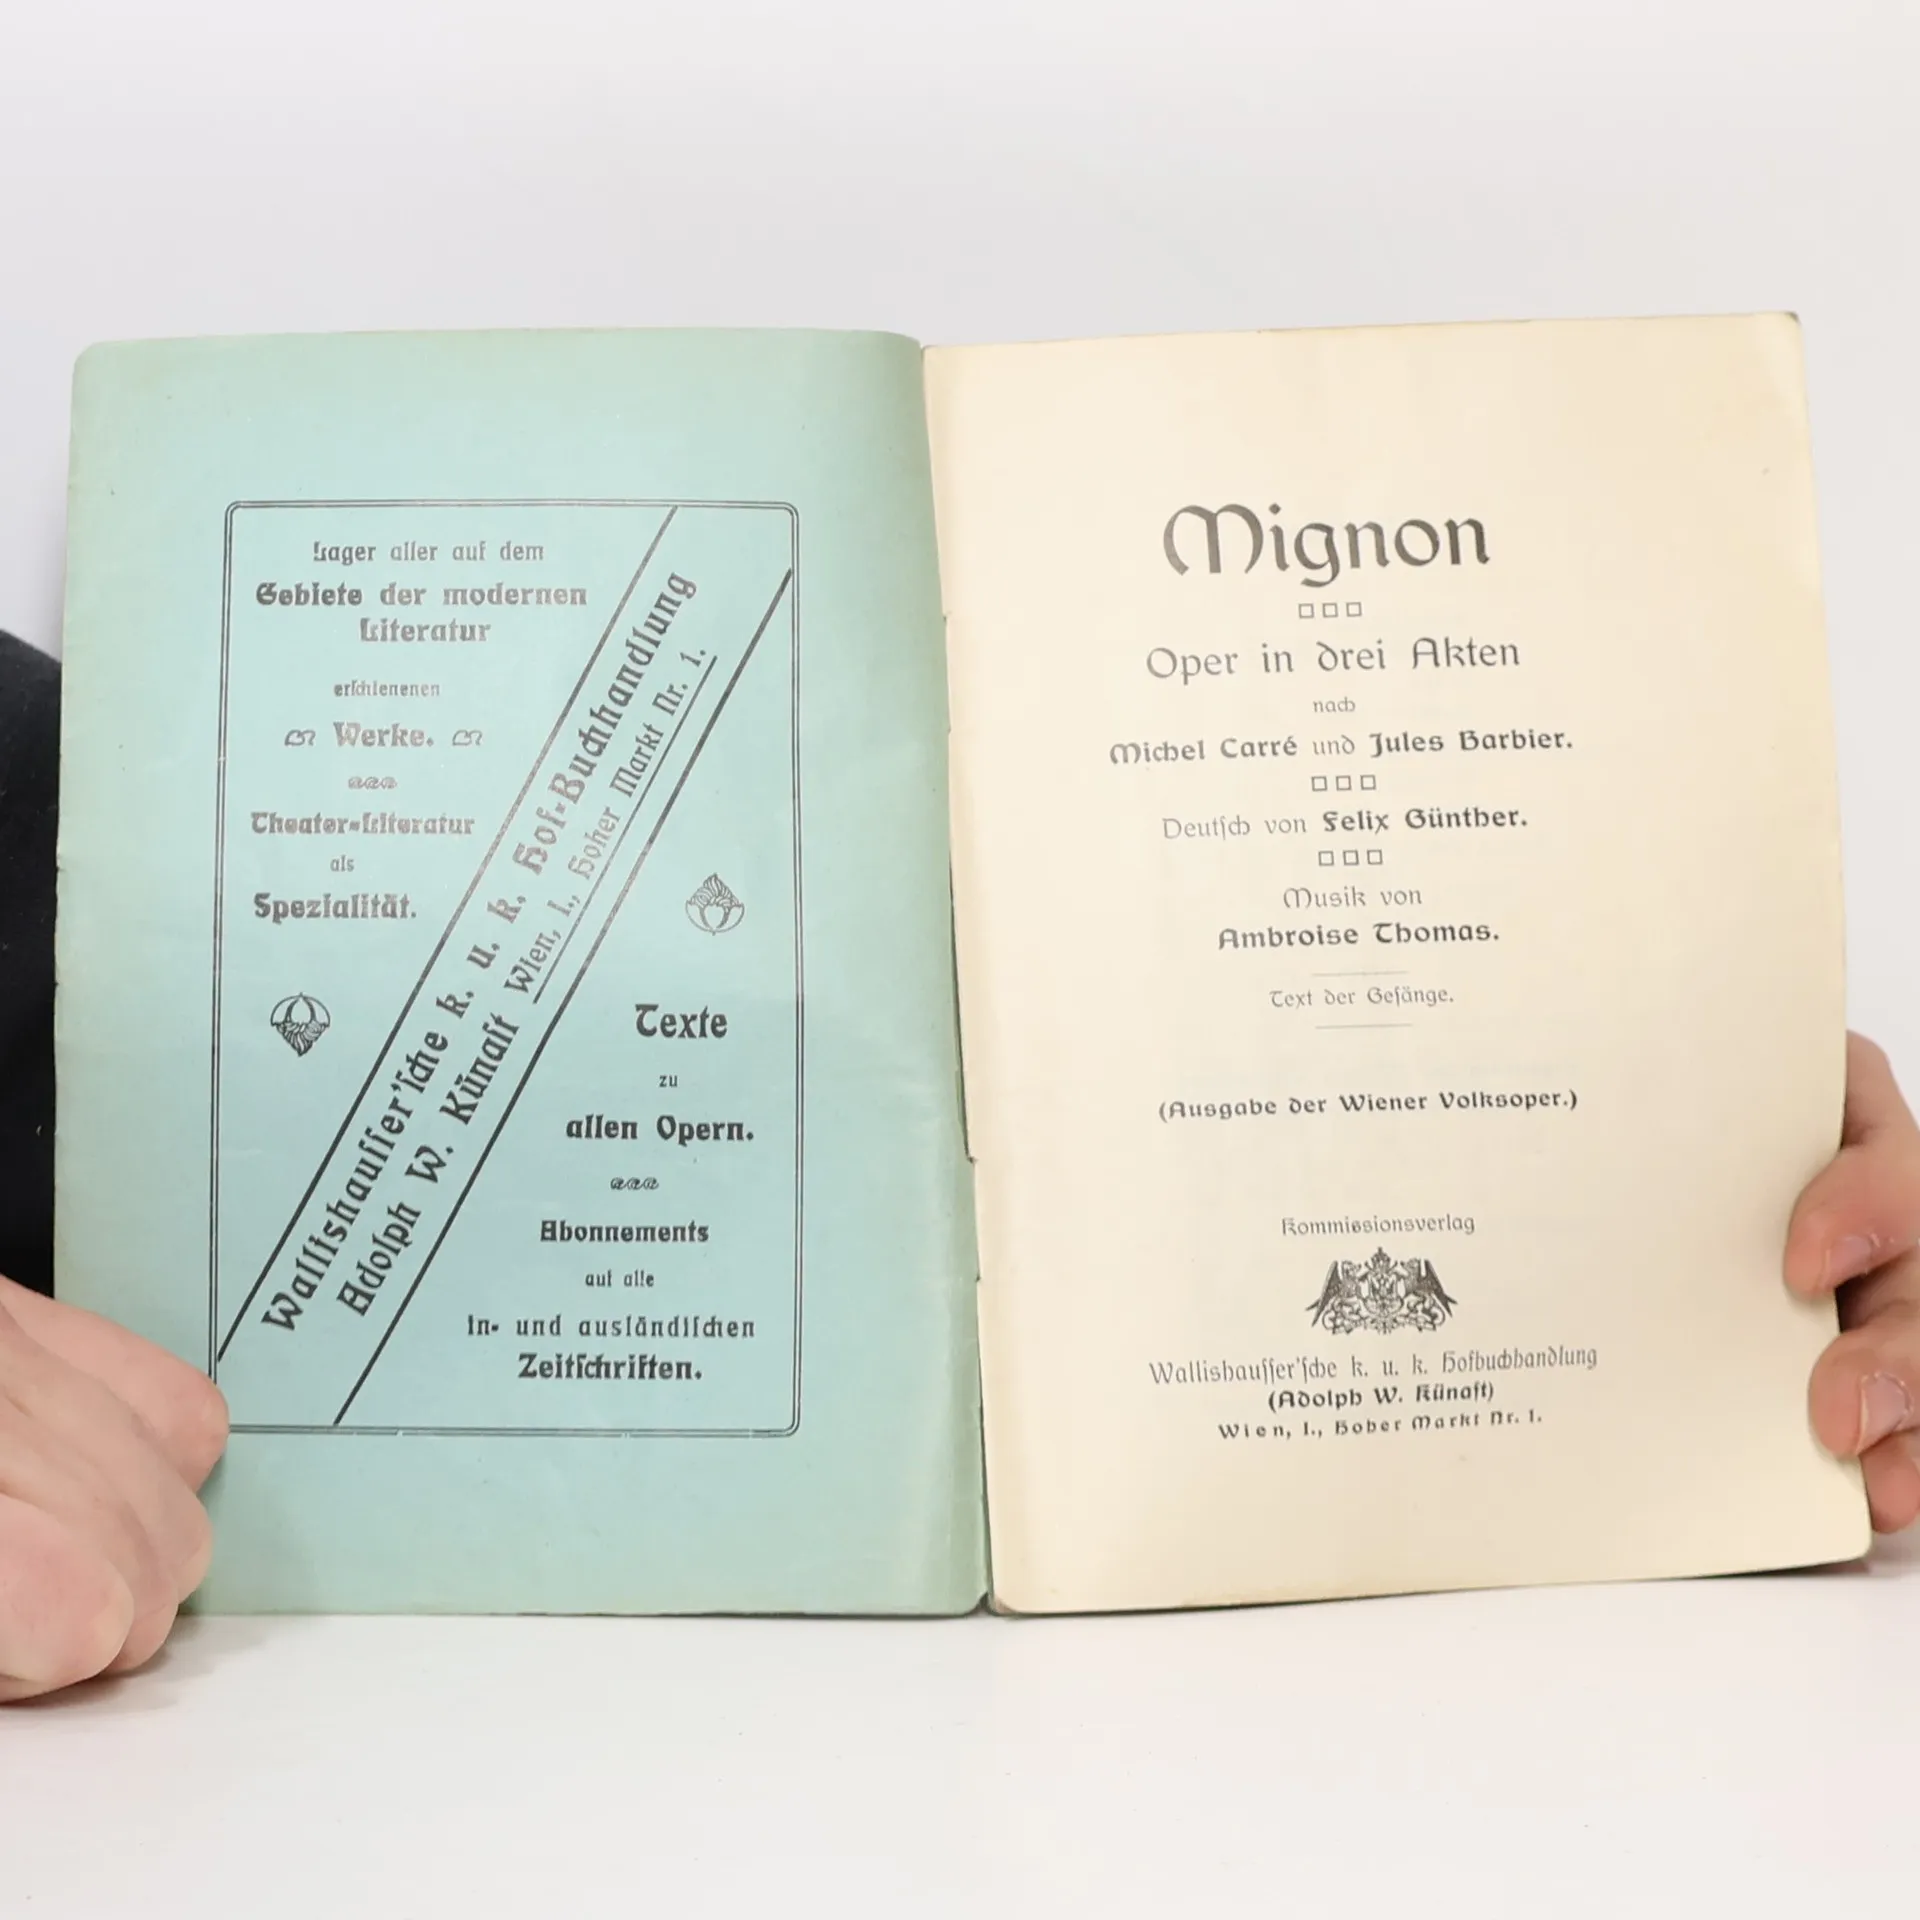 Lager aller auf dem
Gebiete der modernen
Literatur
erschienenen
Werke.
Theater-Literatur
als
Spezialität.
Wallishausser'sche k. u. k. Hof-Buchhandlung
Adolph W. Künast Wien, I., Hoher Markt Nr. 1.
Texte
zu
allen Opern.
Abonnements
auf alle
in- und ausländischen
Zeitschriften.
Mignon
Oper in drei Akten
nach
Michel Carré und Jules Barbier.
Deutsch von Felix Günther.
Musik von
Ambroise Thomas.
Text der Gesänge.
(Ausgabe der Wiener Volksoper.)
Kommissionsverlag
Wallishausser'sche k. u. k. Hofbuchhandlung
(Adolph W. Künast)
Wien, I., Hoher Markt Nr. 1.